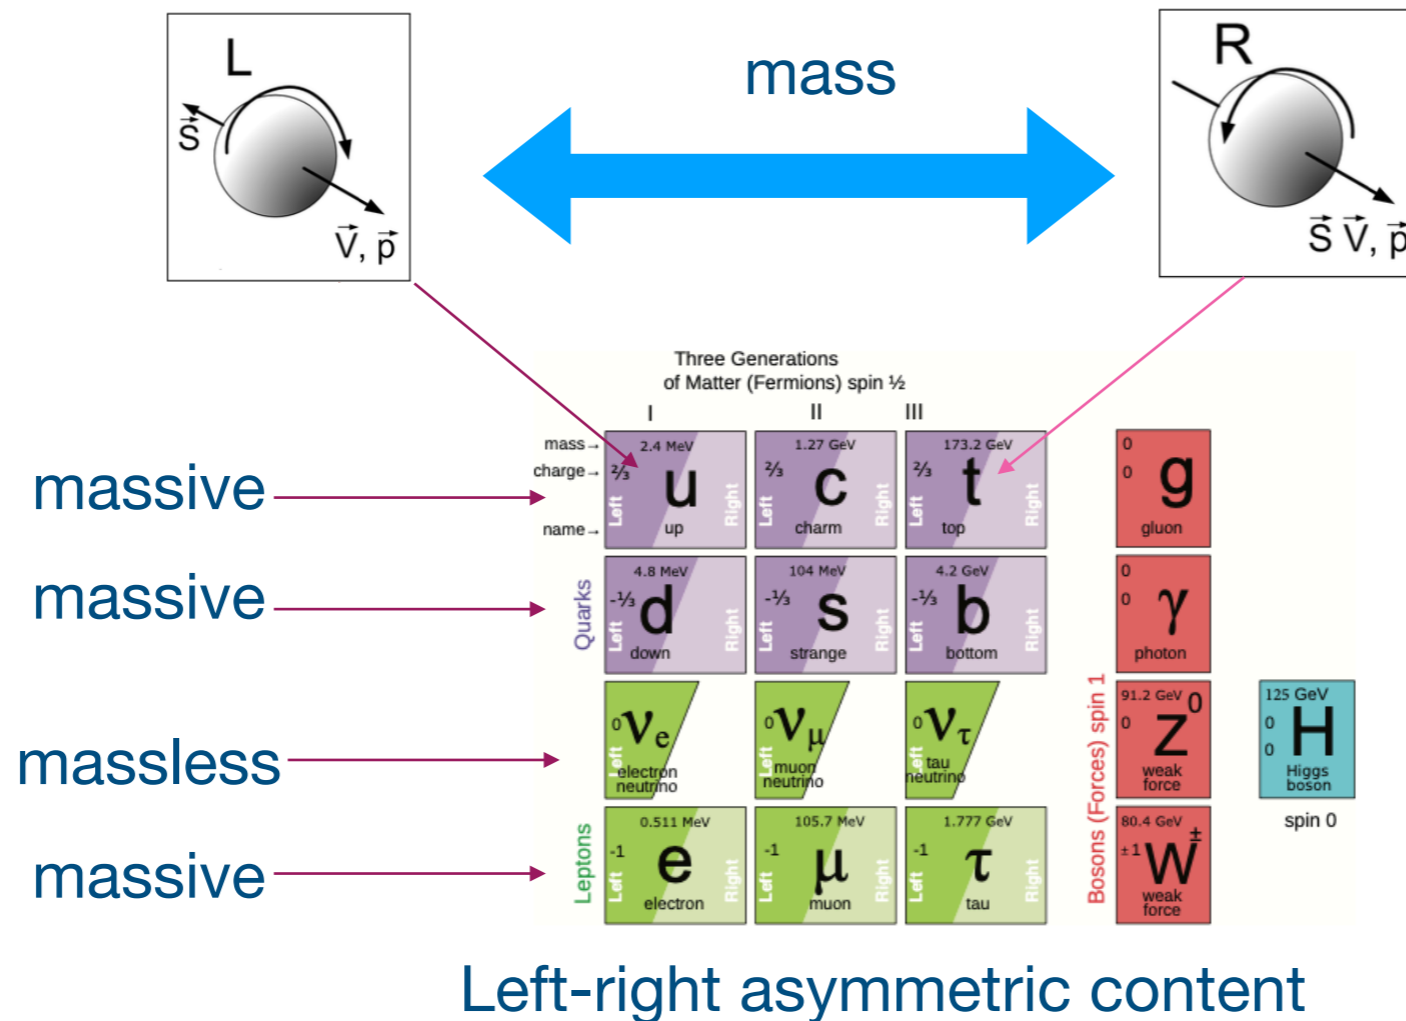 L
mass
R
S⃗
V⃗, p⃗
S⃗ V⃗, p⃗
Three Generations
of Matter (Fermions) spin ½
I II III
mass→
charge→
name→
2.4 MeV
⅔
u
Left
Right
up
1.27 GeV
⅔
c
Left
Right
charm
173.2 GeV
⅔
t
Left
Right
top
0
0
g
gluon
massive
massive
massless
massive
Quarks
4.8 MeV
-⅓
d
Left
Right
down
104 MeV
-⅓
s
Left
Right
strange
4.2 GeV
-⅓
b
Left
Right
bottom
0
0
γ
photon
0
νe
Left
electron
neutrino
0
νμ
Left
muon
neutrino
0
ντ
Left
tau
neutrino
Bosons (Forces) spin 1
91.2 GeV
0
Z0
weak
force
125 GeV
0
0
H
Higgs
boson
spin 0
Leptons
0.511 MeV
-1
e
Left
Right
electron
105.7 MeV
-1
μ
Left
Right
muon
1.777 GeV
-1
τ
Left
Right
tau
80.4 GeV
±1
W±
weak
force
Left-right asymmetric content